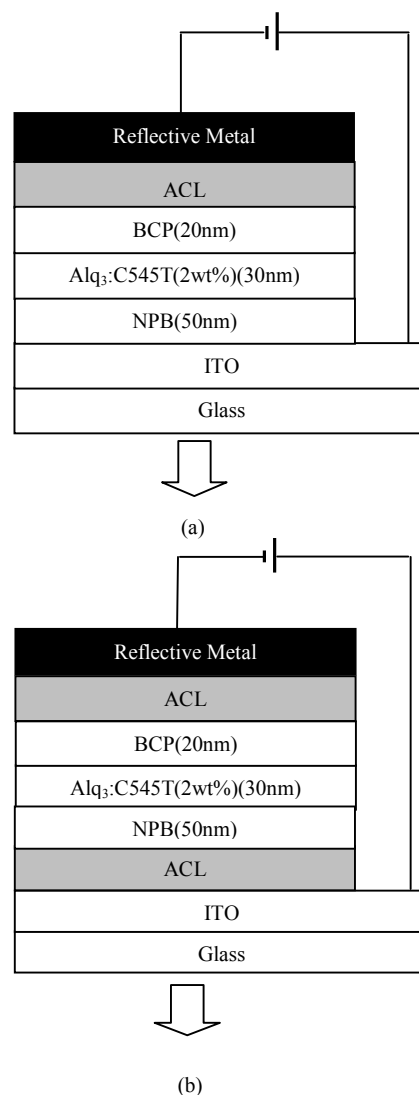 Reflective Metal
ACL
BCP(20nm)
Alq₃:C545T(2wt%)(30nm)
NPB(50nm)
ITO
Glass
(a)
Reflective Metal
ACL
BCP(20nm)
Alq₃:C545T(2wt%)(30nm)
NPB(50nm)
ACL
ITO
Glass
(b)